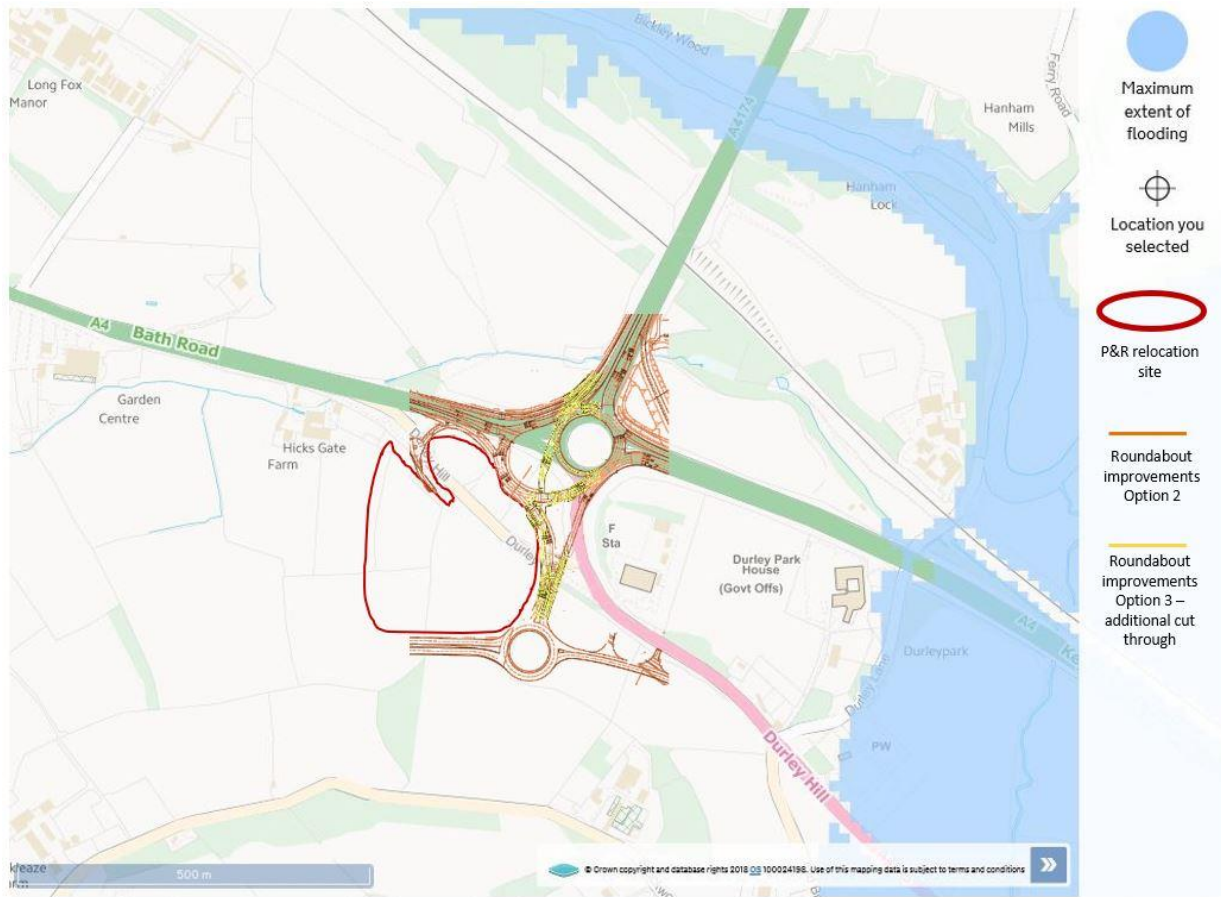 Bickley Wood
Ferry Road
Long Fox
Manor
A4174
Hanham
Mills
Hanham
Lock
A4
Bath Road
Garden
Centre
Hicks Gate
Farm
Hill
Durley
F
Sta
Durley Park
House
(Govt Offs)
A4
Ke
Durleypark
Durley Lane
PW
Durley Hill
500 m
© Crown copyright and database rights 2018 OS 100024198. Use of this mapping data is subject to terms and conditions
Maximum
extent of
flooding
Location you
selected
P&R relocation
site
Roundabout
improvements
Option 2
Roundabout
improvements
Option 3 –
additional cut
through